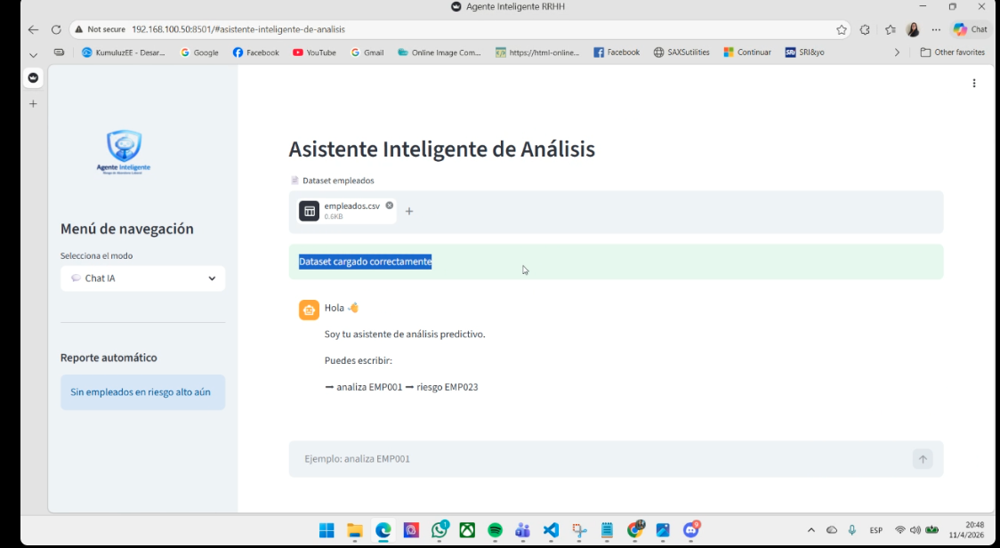 Agente Inteligente RRHH
Not secure 192.168.100.50:8501/#asistente-inteligente-de-analisis
Chat
KumuluzEE - Desar... Google Facebook YouTube Gmail Online Image Com... https://html-online... Facebook SAXSutilities Continuar SRI&yo Other favorites
Agente Inteligente
Menú de navegación
Selecciona el modo
Chat IA
Reporte automático
Sin empleados en riesgo alto aún
Asistente Inteligente de Análisis
Dataset empleados
empleados.csv
0.6KB
Dataset cargado correctamente
Hola
Soy tu asistente de análisis predictivo.
Puedes escribir:
→ analiza EMP001 → riesgo EMP023
Ejemplo: analiza EMP001
ESP
20:48
11/4/2026